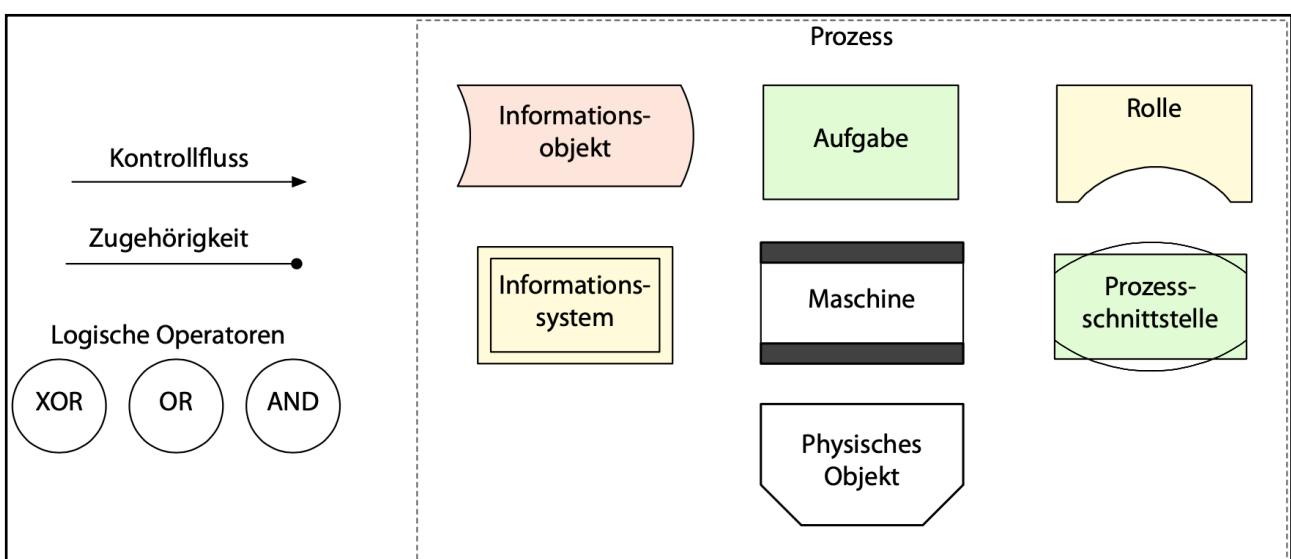 Prozess
Kontrollfluss
Zugehörigkeit
Logische Operatoren
XOR
OR
AND
Informations-
objekt
Aufgabe
Rolle
Informations-
system
Maschine
Prozess-
schnittstelle
Physisches
Objekt